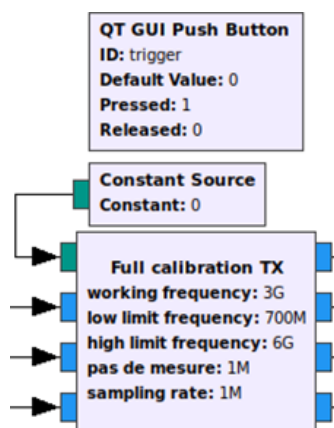 QT GUI Push Button
ID: trigger
Default Value: 0
Pressed: 1
Released: 0
Constant Source
Constant: 0
Full calibration TX
working frequency: 3G
low limit frequency: 700M
high limit frequency: 6G
pas de mesure: 1M
sampling rate: 1M